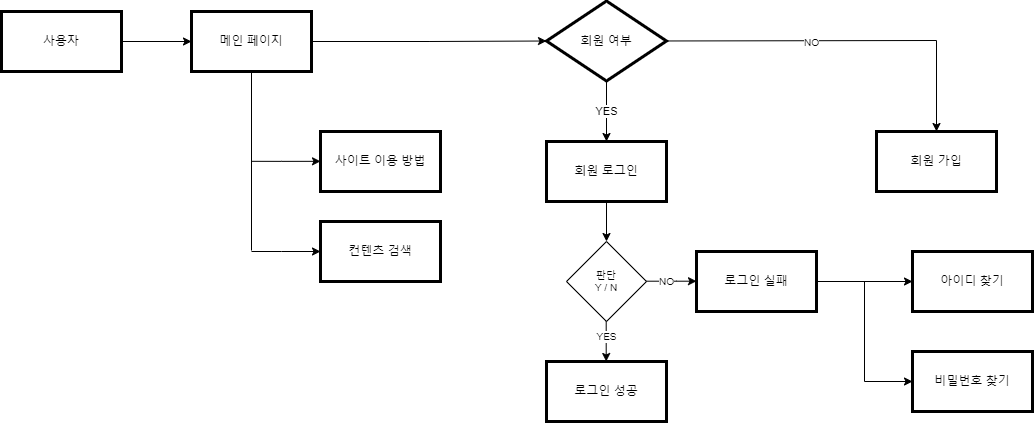 사용자
메인 페이지
회원 여부
NO
YES
사이트 이용 방법
회원 로그인
회원 가입
컨텐츠 검색
판단
Y / N
NO
로그인 실패
아이디 찾기
YES
로그인 성공
비밀번호 찾기